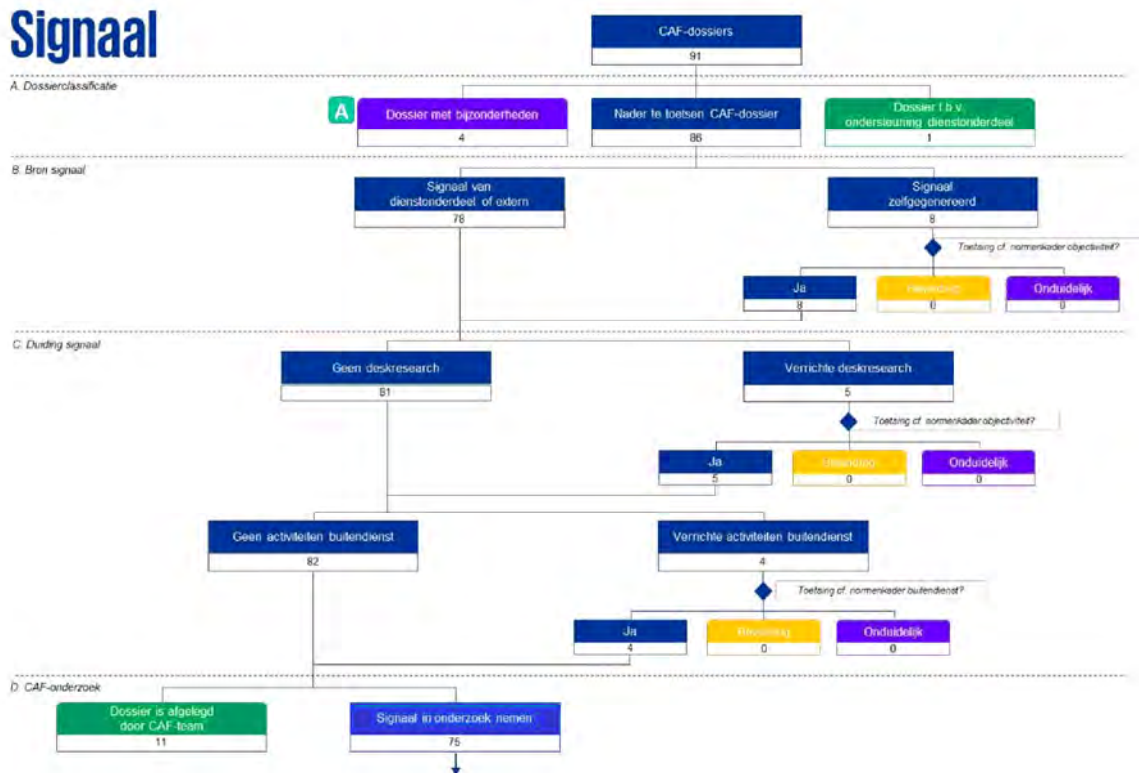 Signaal
CAF-dossiers
91
A. Dossierclassificatie
A
Dossier met bijzonderheden
4
Nader te toetsen CAF-dossier
86
Dossier t.b.v.
ondersteuning dienstonderdeel
1
B. Bron signaal
Signaal van
dienstonderdeel of extern
78
Signaal
zelfgegenereerd
8
Toetsing cf. normenkader objectiviteit?
Ja
8
Bevinding
0
Onduidelijk
0
C. Duiding signaal
Geen deskresearch
81
Verrichte deskresearch
5
Toetsing cf. normenkader objectiviteit?
Ja
5
Bevinding
0
Onduidelijk
0
Geen activiteiten buitendienst
82
Verrichte activiteiten buitendienst
4
Toetsing cf. normenkader buitendienst?
Ja
4
Bevinding
0
Onduidelijk
0
D. CAF-onderzoek
Dossier is afgelegd
door CAF-team
11
Signaal in onderzoek nemen
75